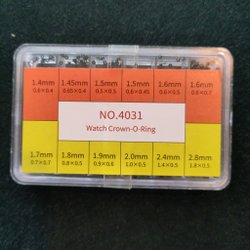 1.4mm 1.45mm 1.5mm 1.5mm 1.6mm 1.6mm
0.6×0.4 0.65×0.4 0.5×0.5 0.6×0.45 0.6×0.5 0.6×0.7
NO.4031
Watch Crown-O-Ring
1.7mm 1.8mm 1.9mm 2.0mm 2.4mm 2.8mm
0.7×0.7 0.8×0.5 0.9×0.6 1.0×0.5 1.4×0.5 1.8×0.5